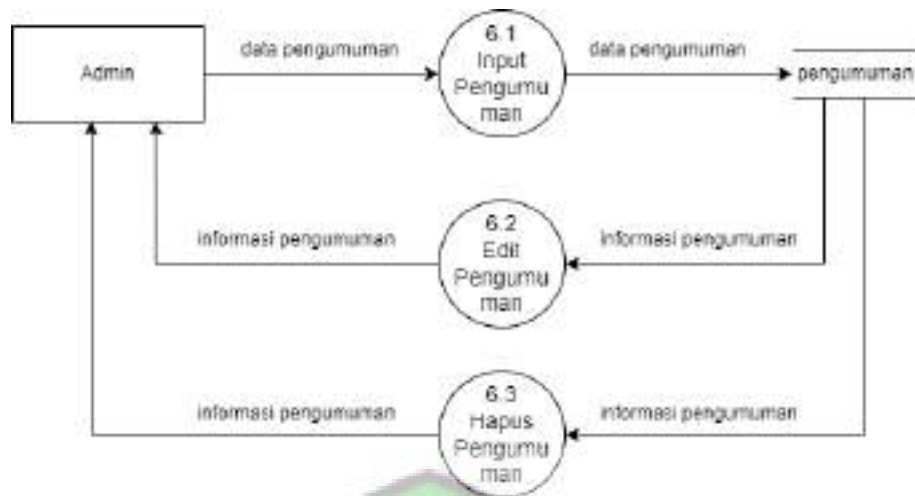 Admin
data pengumuman
6.1
Input
Pengumu
man
data pengumuman
pengumuman
informasi pengumuman
6.2
Edit
Pengumu
man
informasi pengumuman
informasi pengumuman
6.3
Hapus
Pengumu
man
informasi pengumuman